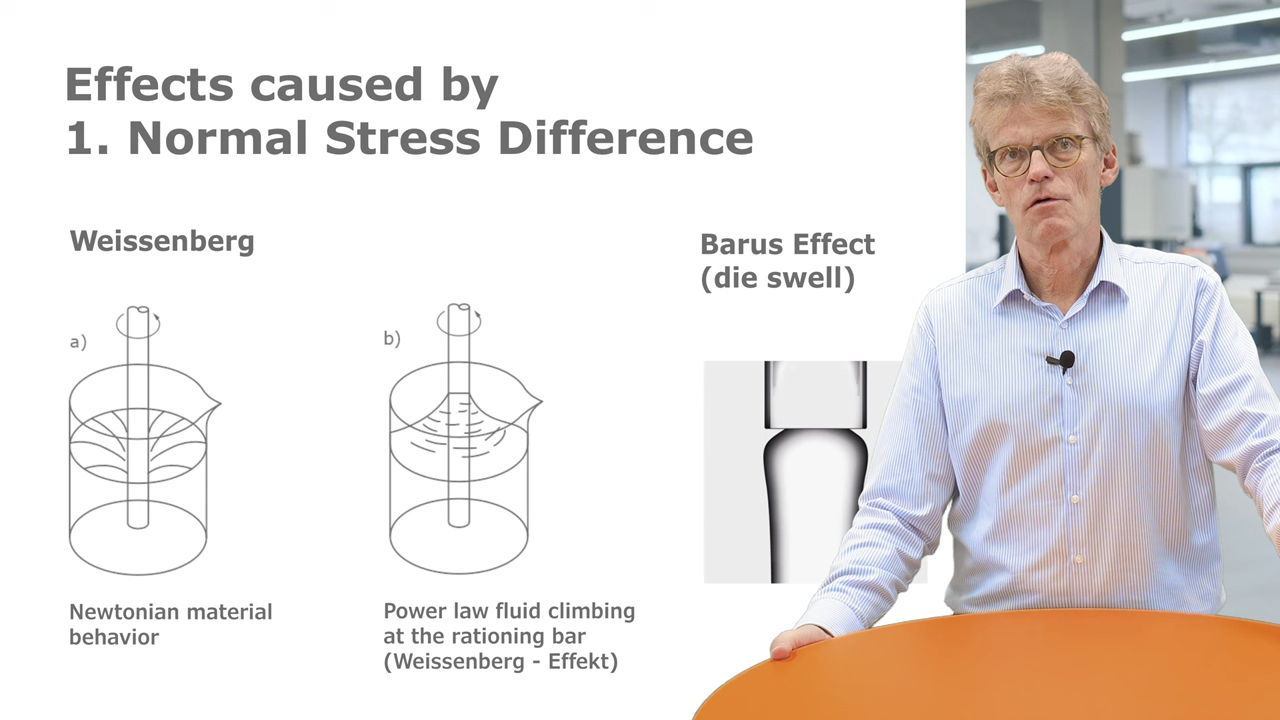 Effects caused by
1. Normal Stress Difference
Weissenberg
a)
b)
Newtonian material
behavior
Power law fluid climbing
at the rationing bar
(Weissenberg - Effekt)
Barus Effect
(die swell)